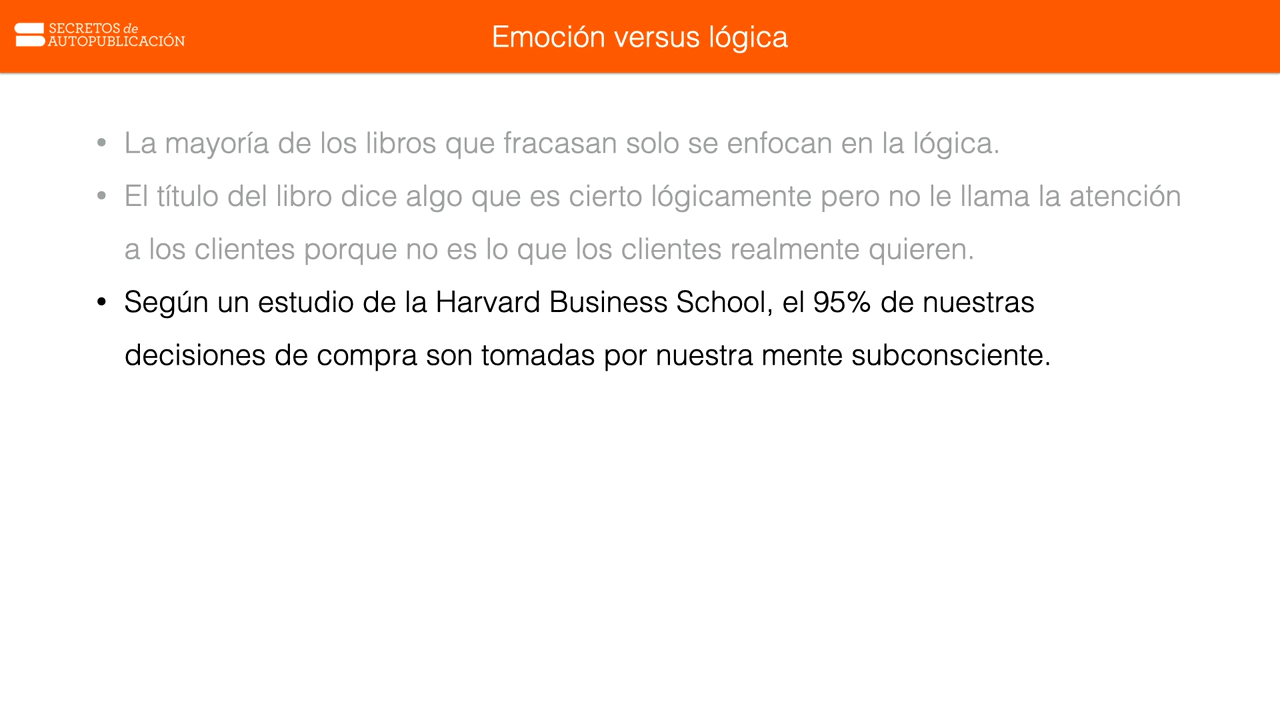 SECRETOS de
AUTOPUBLICACIÓN
Emoción versus lógica
• La mayoría de los libros que fracasan solo se enfocan en la lógica.
• El título del libro dice algo que es cierto lógicamente pero no le llama la atención
a los clientes porque no es lo que los clientes realmente quieren.
• Según un estudio de la Harvard Business School, el 95% de nuestras
decisiones de compra son tomadas por nuestra mente subconsciente.